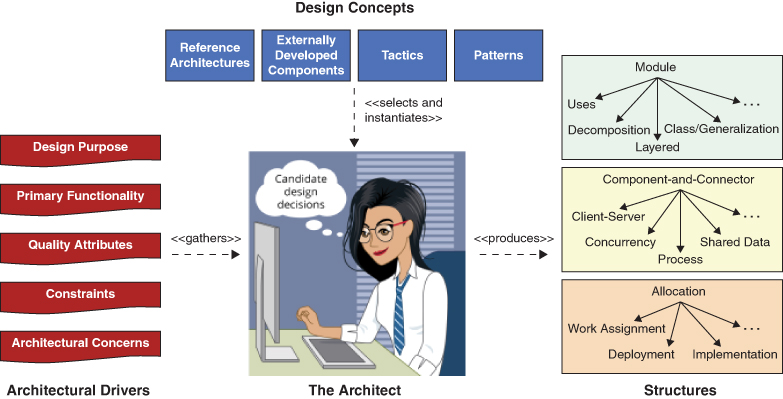 Design Concepts
Reference
Architectures
Externally
Developed
Components
Tactics
Patterns
<<selects and
instantiates>>
Design Purpose
Primary Functionality
Quality Attributes
Constraints
Architectural Concerns
Architectural Drivers
<<gathers>>
Candidate
design
decisions
The Architect
<<produces>>
Module
Uses
...
Decomposition
Class/Generalization
Layered
Component-and-Connector
Client-Server
...
Concurrency
Shared Data
Process
Allocation
Work Assignment
...
Deployment
Implementation
Structures